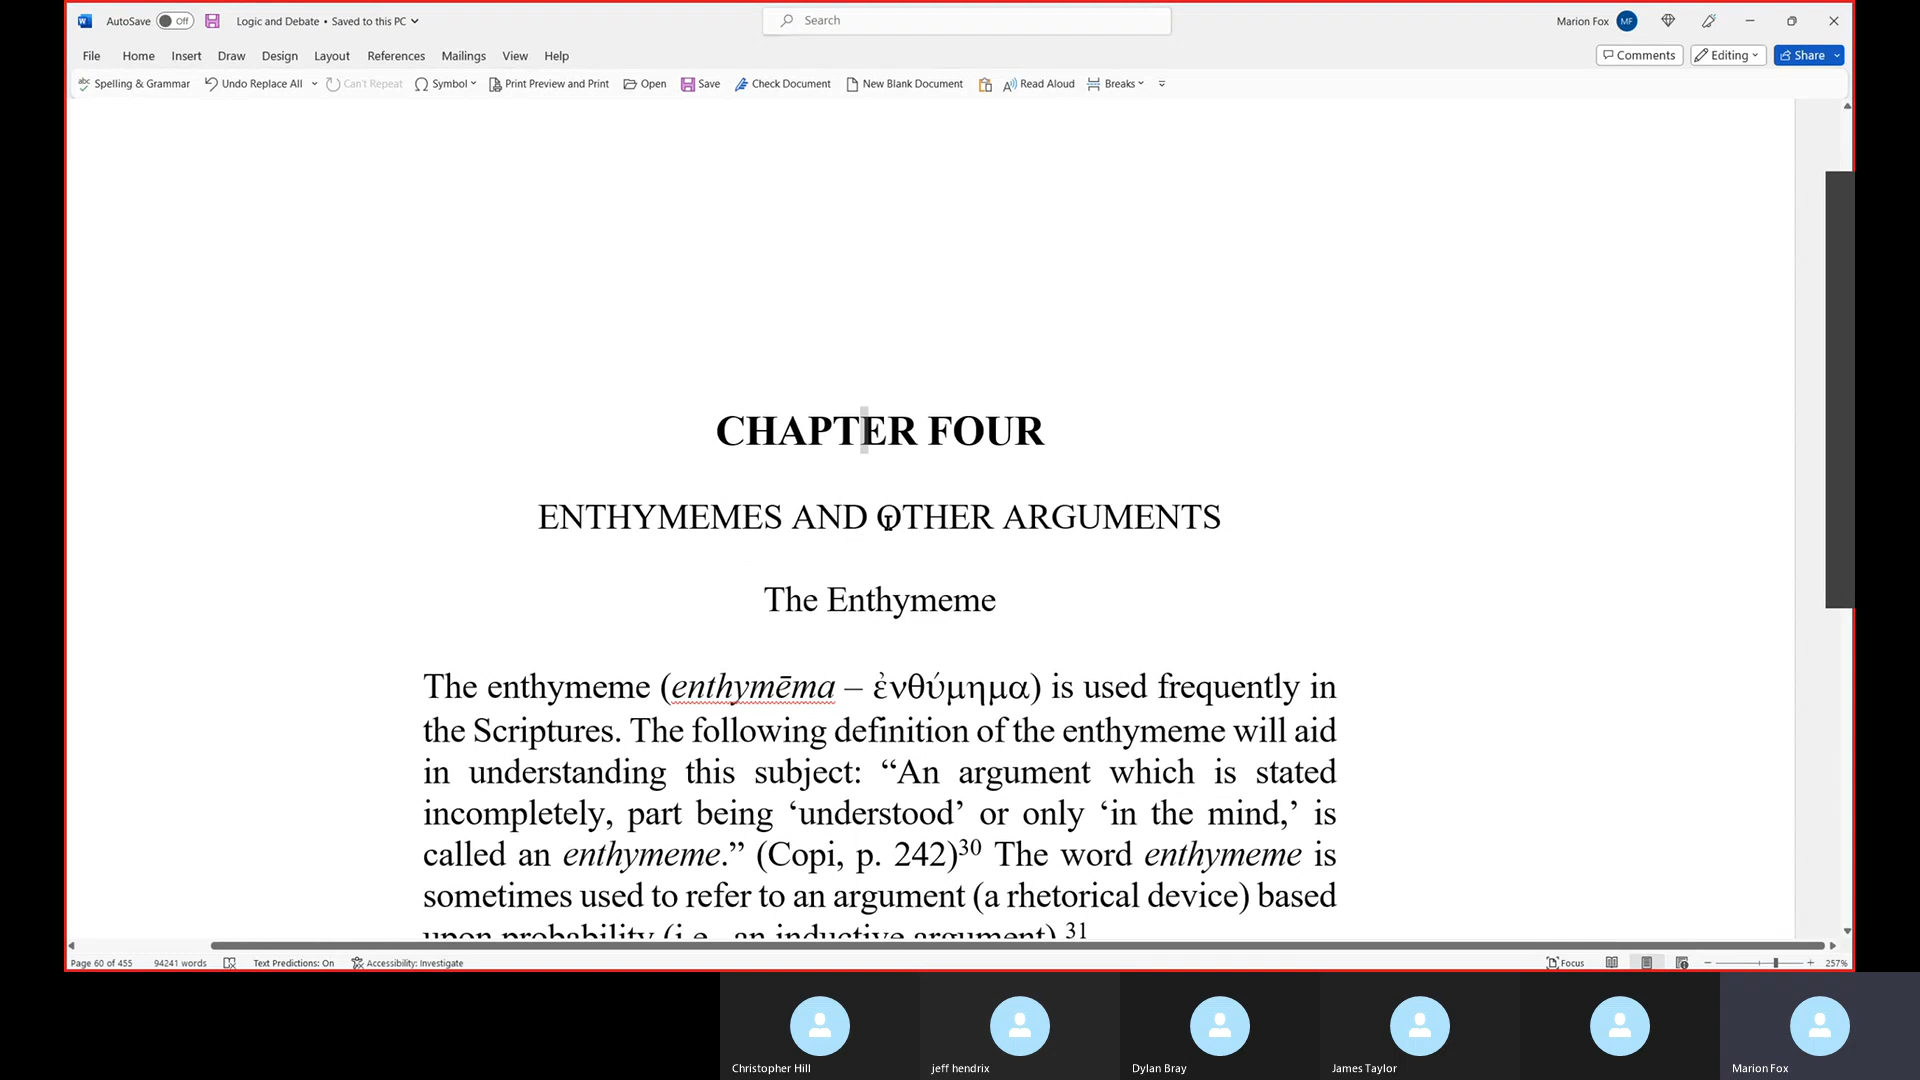 AutoSave Off Logic and Debate • Saved to this PC Search Marion Fox MF
File Home Insert Draw Design Layout References Mailings View Help Comments Editing Share
Spelling & Grammar Undo Replace All Can't Repeat Symbol Print Preview and Print Open Save Check Document New Blank Document Read Aloud Breaks
CHAPTER FOUR
ENTHYMEMES AND OTHER ARGUMENTS
The Enthymeme
The enthymeme (enthymēma – ἐνθύμημα) is used frequently in
the Scriptures. The following definition of the enthymeme will aid
in understanding this subject: “An argument which is stated
incompletely, part being ‘understood’ or only ‘in the mind,’ is
called an enthymeme.” (Copi, p. 242)30 The word enthymeme is
sometimes used to refer to an argument (a rhetorical device) based
upon probability (i.e., an inductive argument).31
Page 60 of 455 94241 words Text Predictions: On Accessibility: Investigate Focus 257%
Christopher Hill jeff hendrix Dylan Bray James Taylor Marion Fox